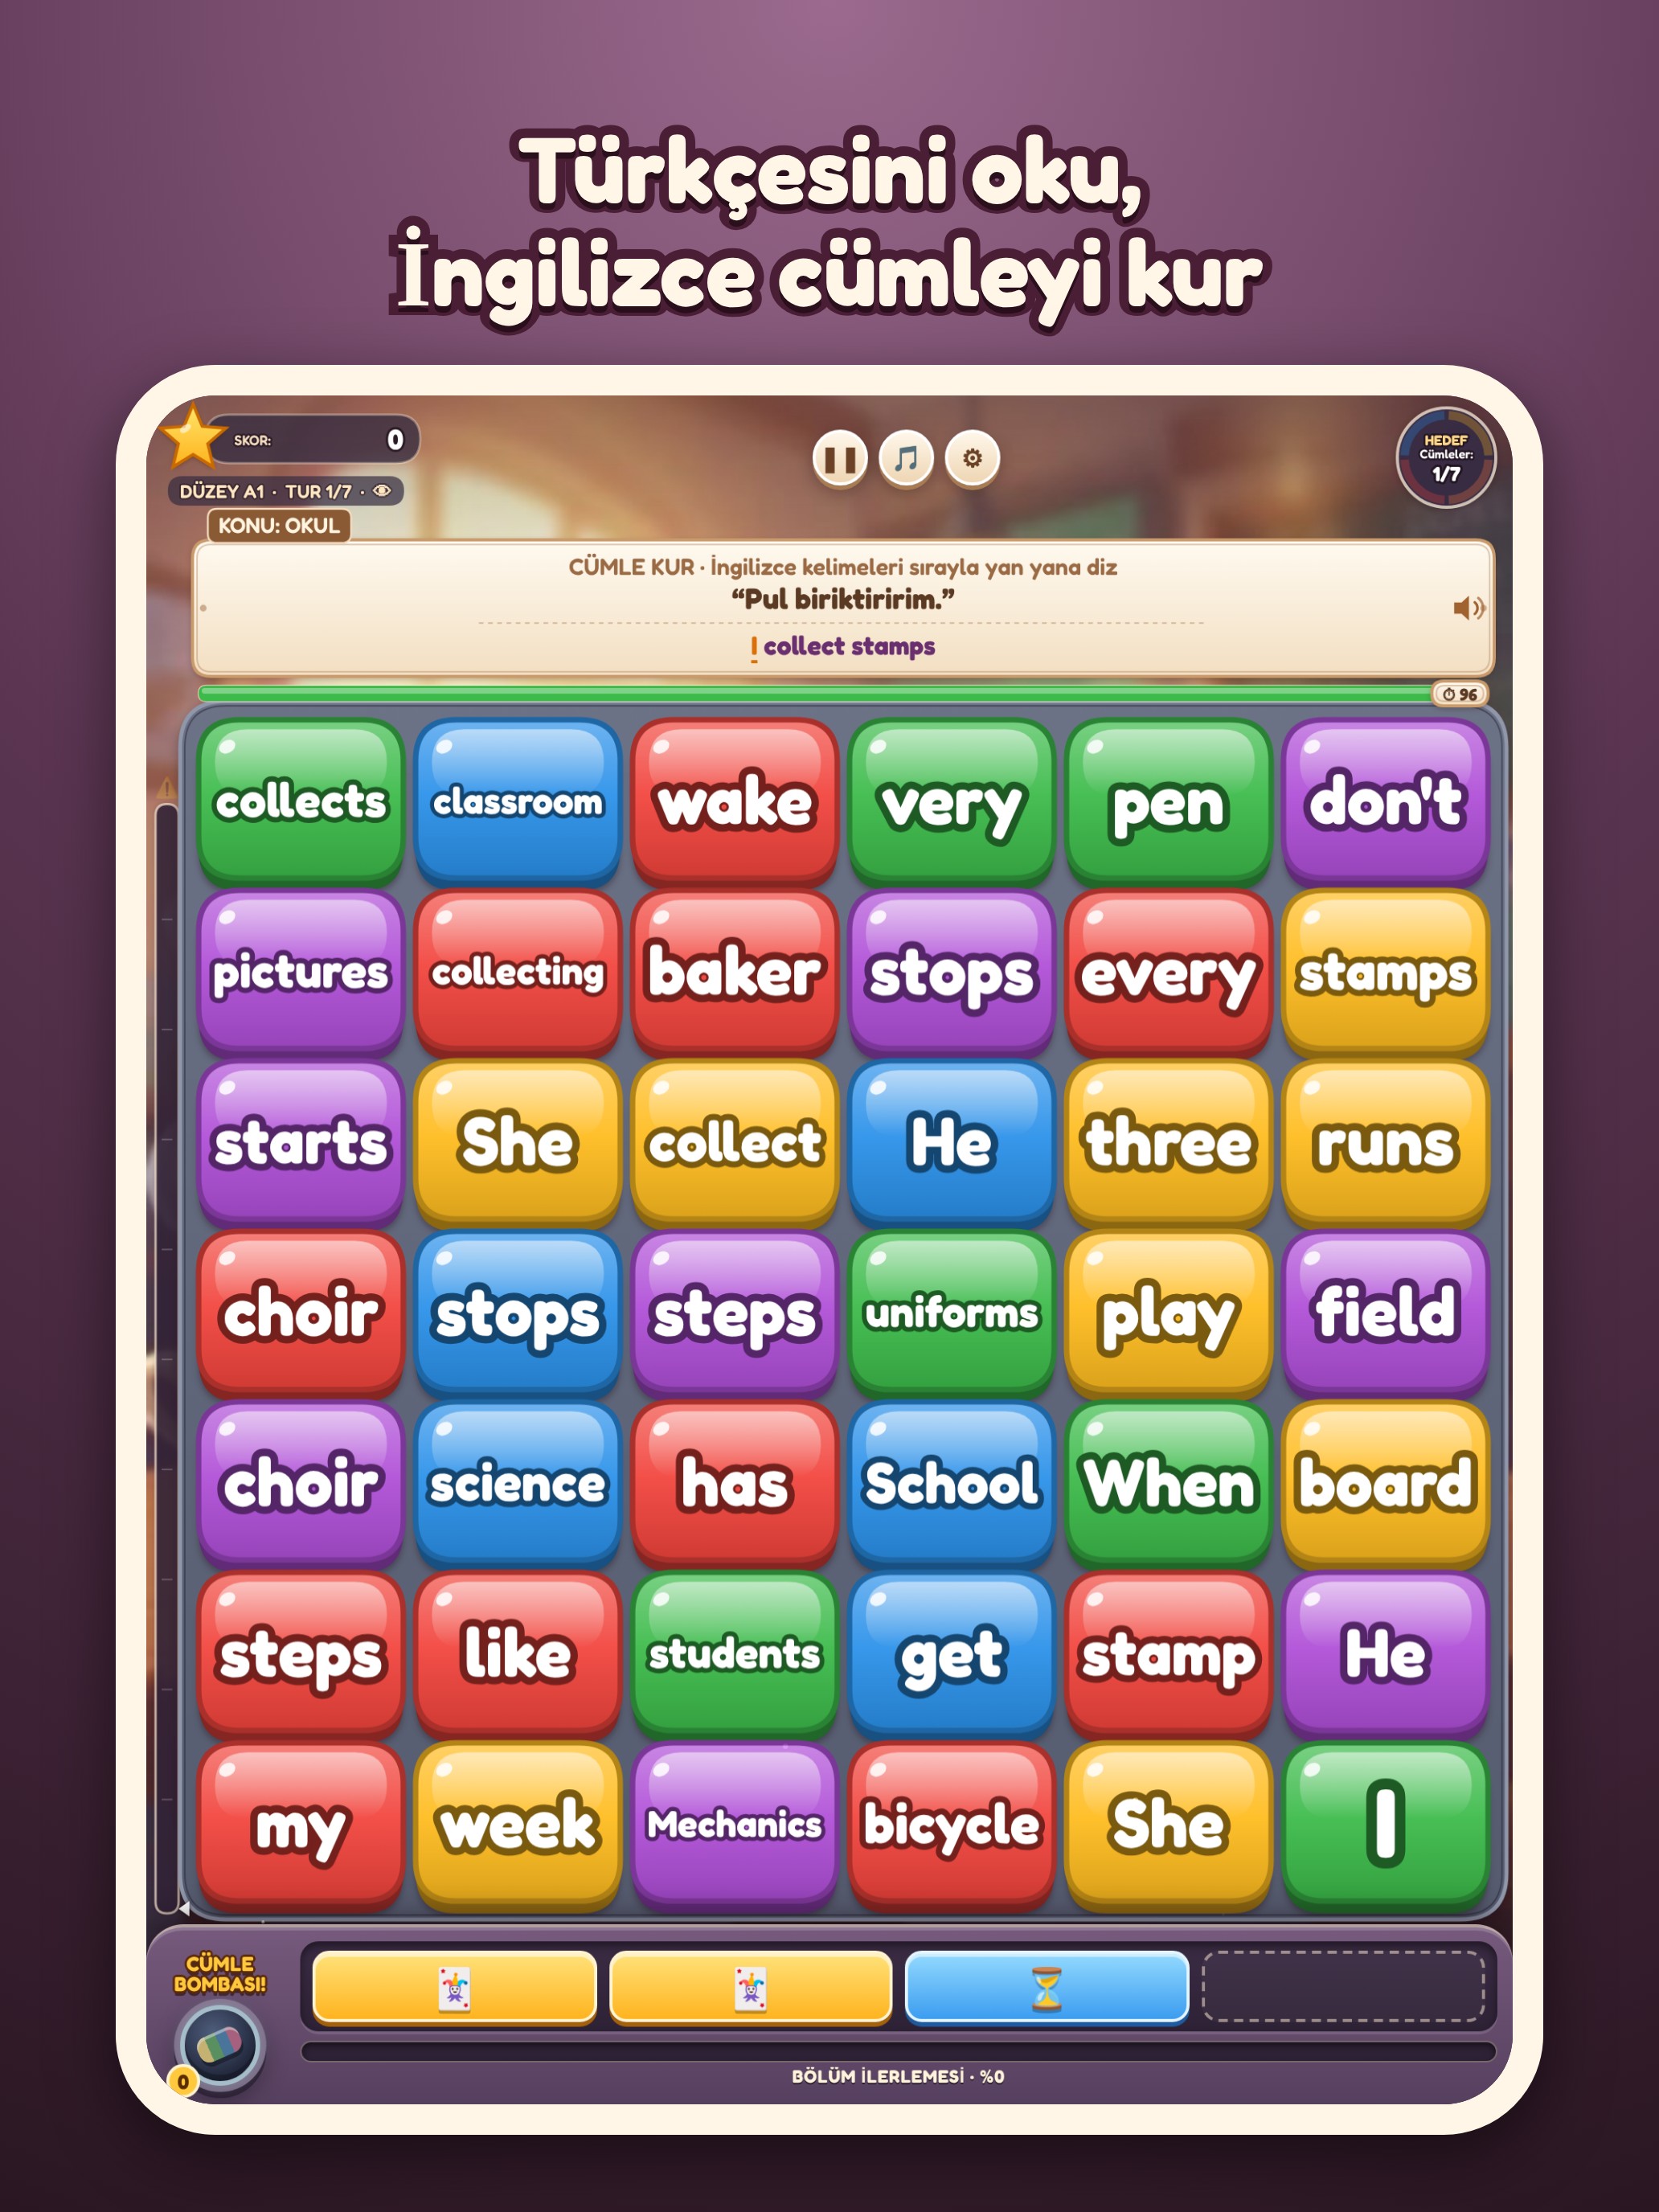 Türkçesini oku,
İngilizce cümleyi kur
SKOR: 0
DÜZEY A1 · TUR 1/7 ·
HEDEF
Cümleler:
1/7
KONU: OKUL
CÜMLE KUR · İngilizce kelimeleri sırayla yan yana diz
“Pul biriktiririm.”
I collect stamps
96
collects classroom wake very pen don't
pictures collecting baker stops every stamps
starts She collect He three runs
choir stops steps uniforms play field
choir science has School When board
steps like students get stamp He
my week Mechanics bicycle She I
CÜMLE
BOMBASI!
0
BÖLÜM İLERLEMESİ · %0